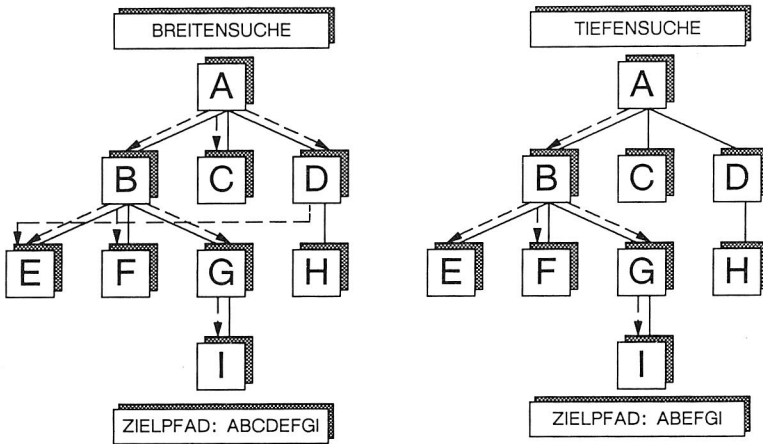 BREITENSUCHE
A
B C D
E F G H
I
ZIELPFAD: ABCDEFGI
TIEFENSUCHE
A
B C D
E F G H
I
ZIELPFAD: ABEFGI